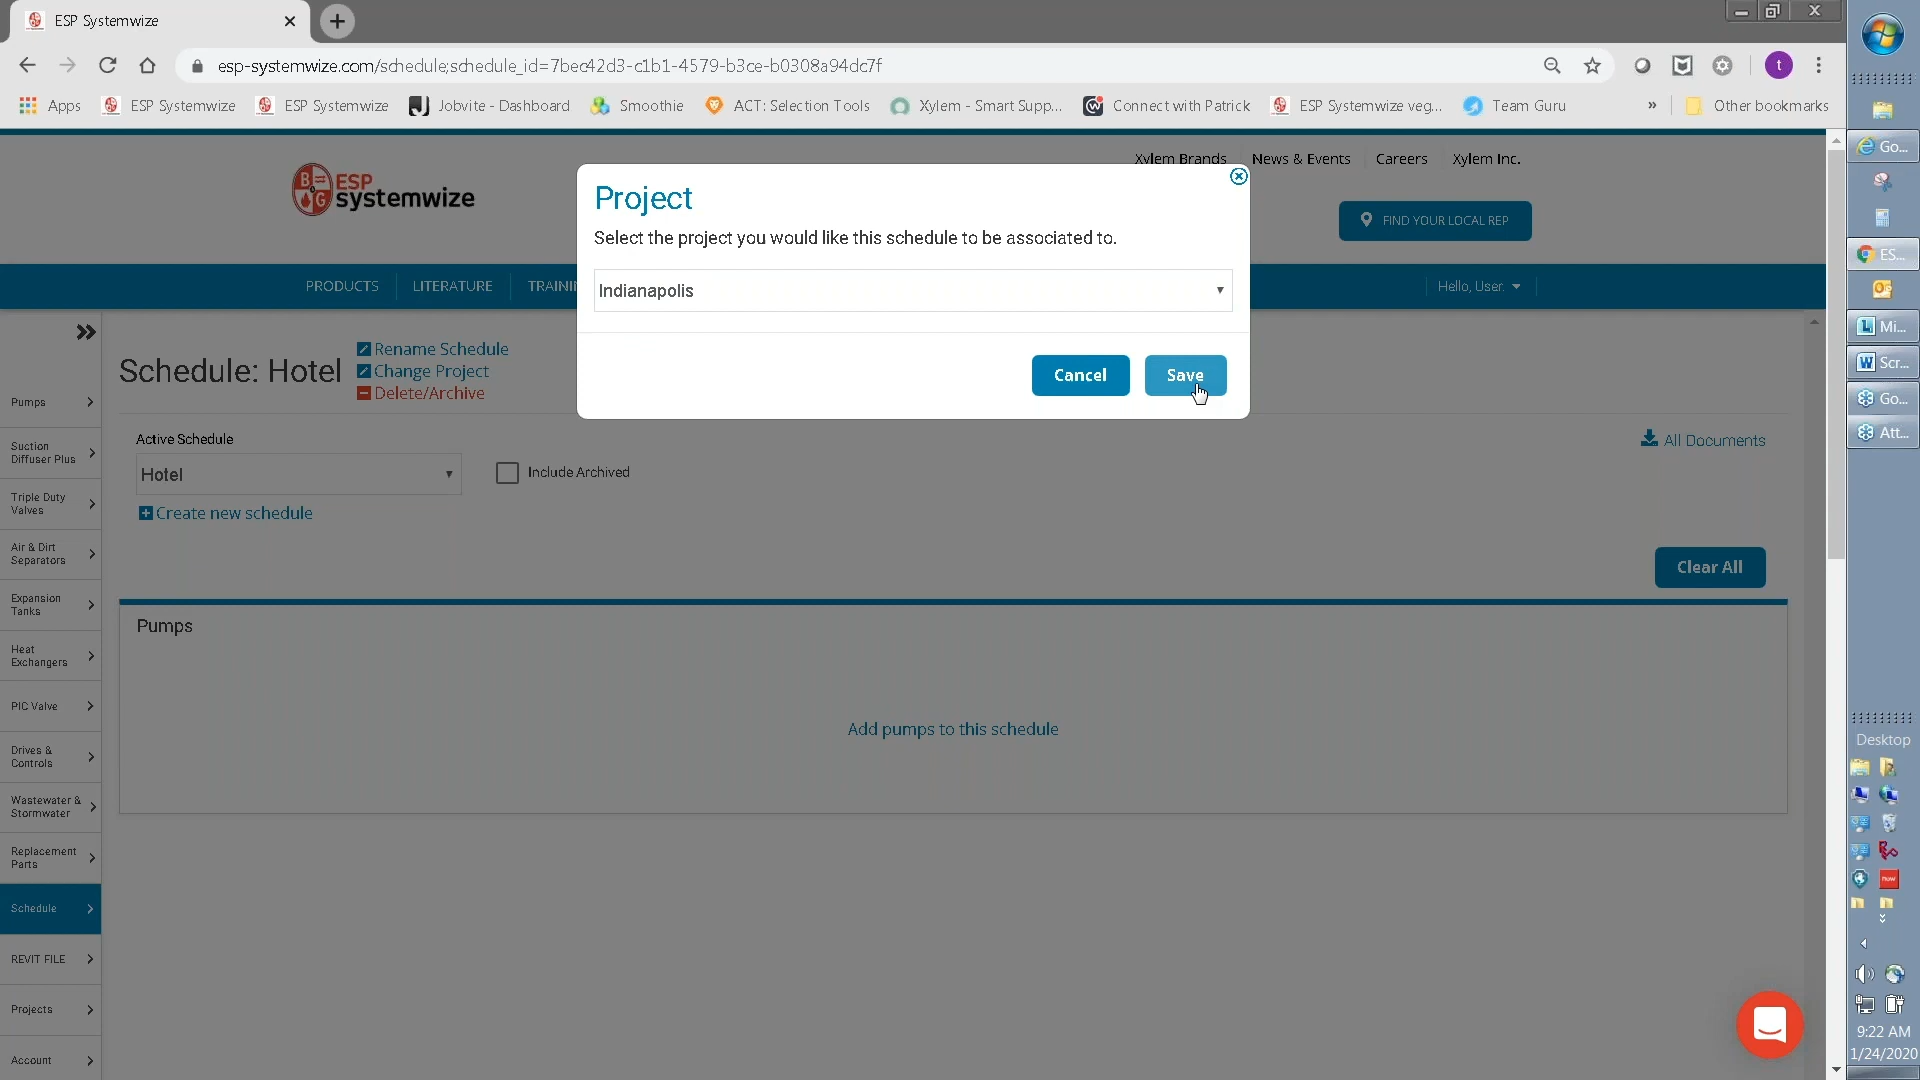 ESP Systemwize
esp-systemwize.com/schedule;schedule_id=7bec42d3-c1b1-4579-b3ce-b0308a94dc7f
t
Apps
ESP Systemwize
ESP Systemwize
Jobvite - Dashboard
Smoothie
ACT: Selection Tools
Xylem - Smart Supp...
Connect with Patrick
ESP Systemwize veg...
Team Guru
»
Other bookmarks
Xylem Brands
News & Events
Careers
Xylem Inc.
B
G
ESP
systemwize
FIND YOUR LOCAL REP
PRODUCTS
LITERATURE
Hello, User.
Project
Select the project you would like this schedule to be associated to.
Indianapolis
Cancel
Save
Schedule: Hotel
Rename Schedule
Change Project
Delete/Archive
Active Schedule
Hotel
Include Archived
Create new schedule
All Documents
Clear All
Pumps
Add pumps to this schedule
Pumps
Suction
Diffuser Plus
Triple Duty
Valves
Air & Dirt
Separators
Expansion
Tanks
Heat
Exchangers
PIC Valve
Drives &
Controls
Wastewater &
Stormwater
Replacement
Parts
Schedule
REVIT FILE
Projects
Account
Go...
ES...
Mi...
Scr...
Go...
Att...
Desktop
now
9:22 AM
1/24/2020